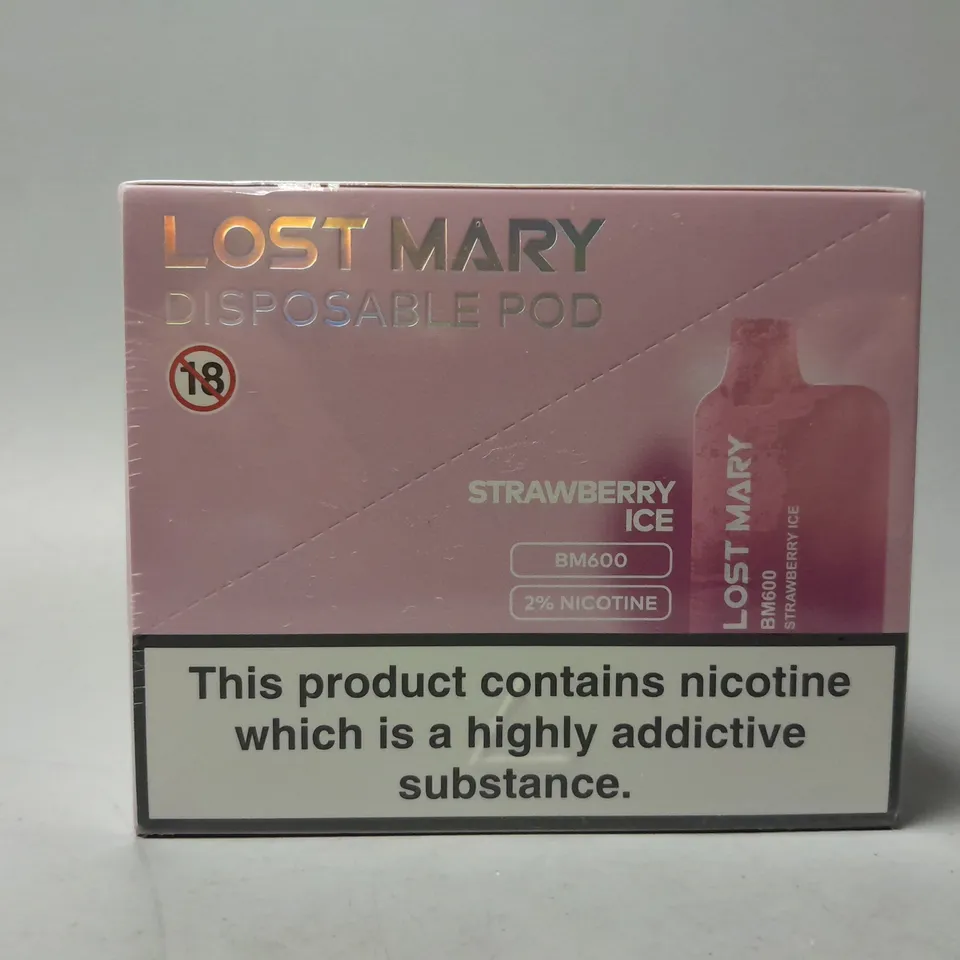 LOST MARY
DISPOSABLE POD
18
STRAWBERRY
ICE
BM600
2% NICOTINE
LOST MARY
BM600
STRAWBERRY ICE
This product contains nicotine
which is a highly addictive
substance.